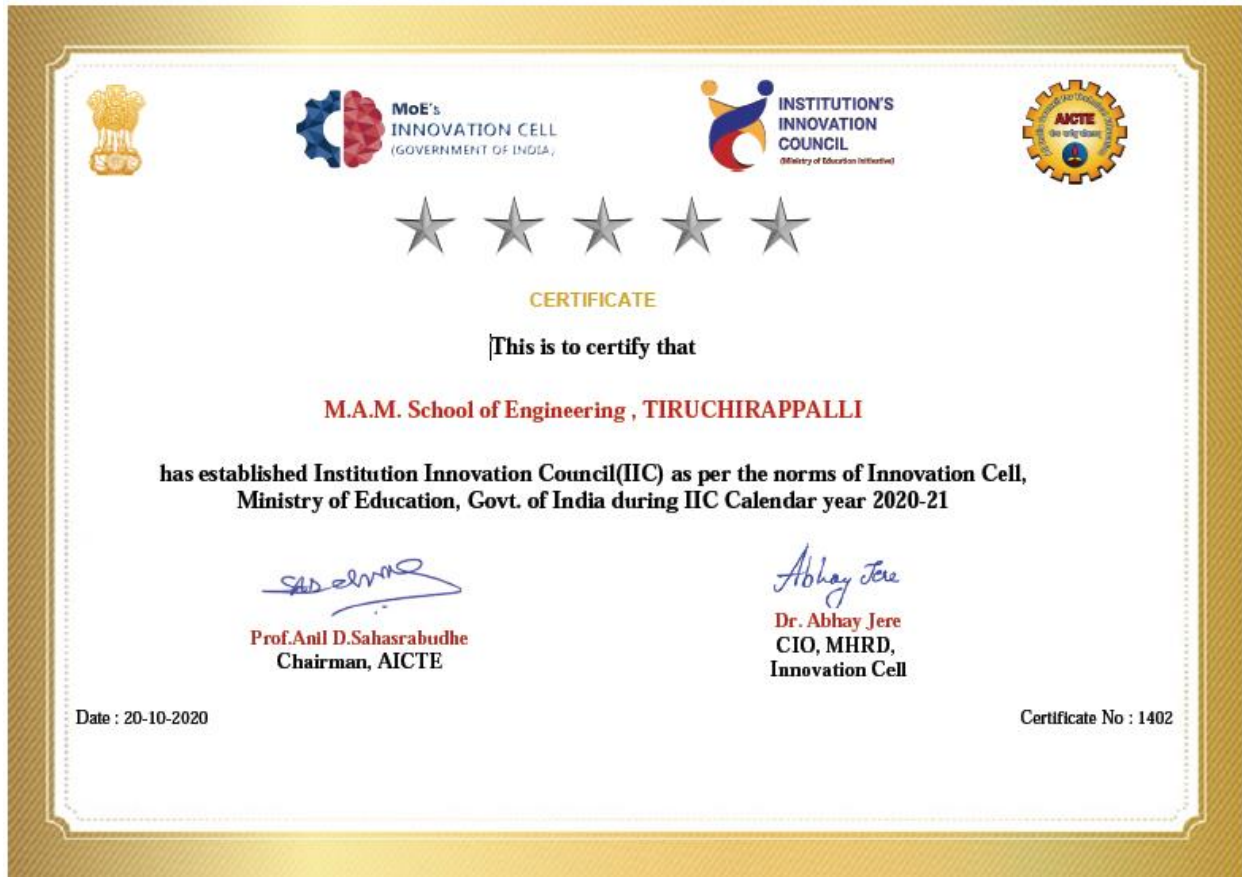 MoE's
INNOVATION CELL
(GOVERNMENT OF INDIA)
INSTITUTION'S
INNOVATION
COUNCIL
(Ministry of Education Initiative)
AICTE
CERTIFICATE
This is to certify that
M.A.M. School of Engineering , TIRUCHIRAPPALLI
has established Institution Innovation Council(IIC) as per the norms of Innovation Cell,
Ministry of Education, Govt. of India during IIC Calendar year 2020-21
Abhay Jere
Prof.Anil D.Sahasrabudhe
Chairman, AICTE
Dr. Abhay Jere
CIO, MHRD,
Innovation Cell
Date : 20-10-2020
Certificate No : 1402